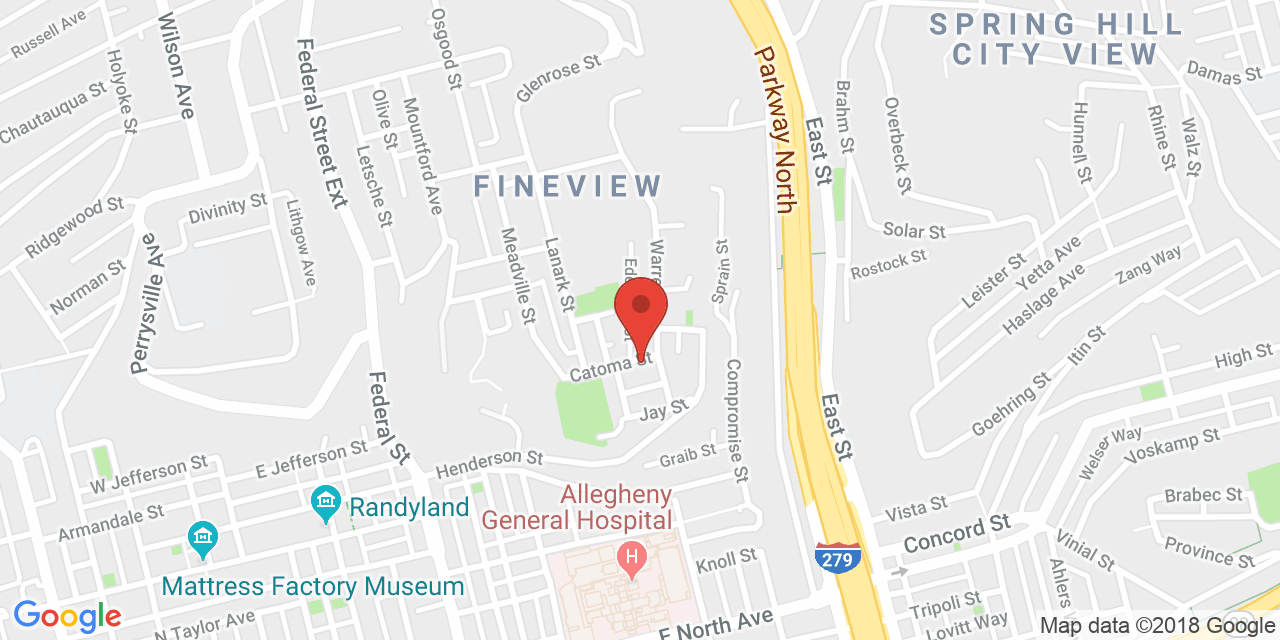 Russell Ave
Wilson Ave
Holyoke St
Chautauqua St
Federal Street Ext
Osgood St
Glenrose St
Olive St
Mountford Ave
Letsche St
Parkway North
East St
SPRING HILL
CITY VIEW
Damas St
Brahm St
Overbeck St
Hunnell St
Rhine St
Walz St
FINEVIEW
Ridgewood St
Divinity St
Lithgow Ave
Norman St
Perrysville Ave
Meadville St
Lanark St
Warre
Ed
st
Sprain St
Solar St
Rostock St
Leister St
Yetta Ave
Haslage Ave
Zang Way
Itin St
High St
Catoma St
Compromise St
Jay St
East St
Goehring St
Welser Way
Voskamp St
Federal St
W Jefferson St
E Jefferson St
Henderson St
Graib St
Armandale St
Randyland
Allegheny
General Hospital
H
Vista St
Concord St
Brabec St
Province St
Vinial St
Ahlers W
Knoll St
279
Mattress Factory Museum
N Taylor Ave
E North Ave
Tripoli St
Lovitt Way
Google
Map data ©2018 Google